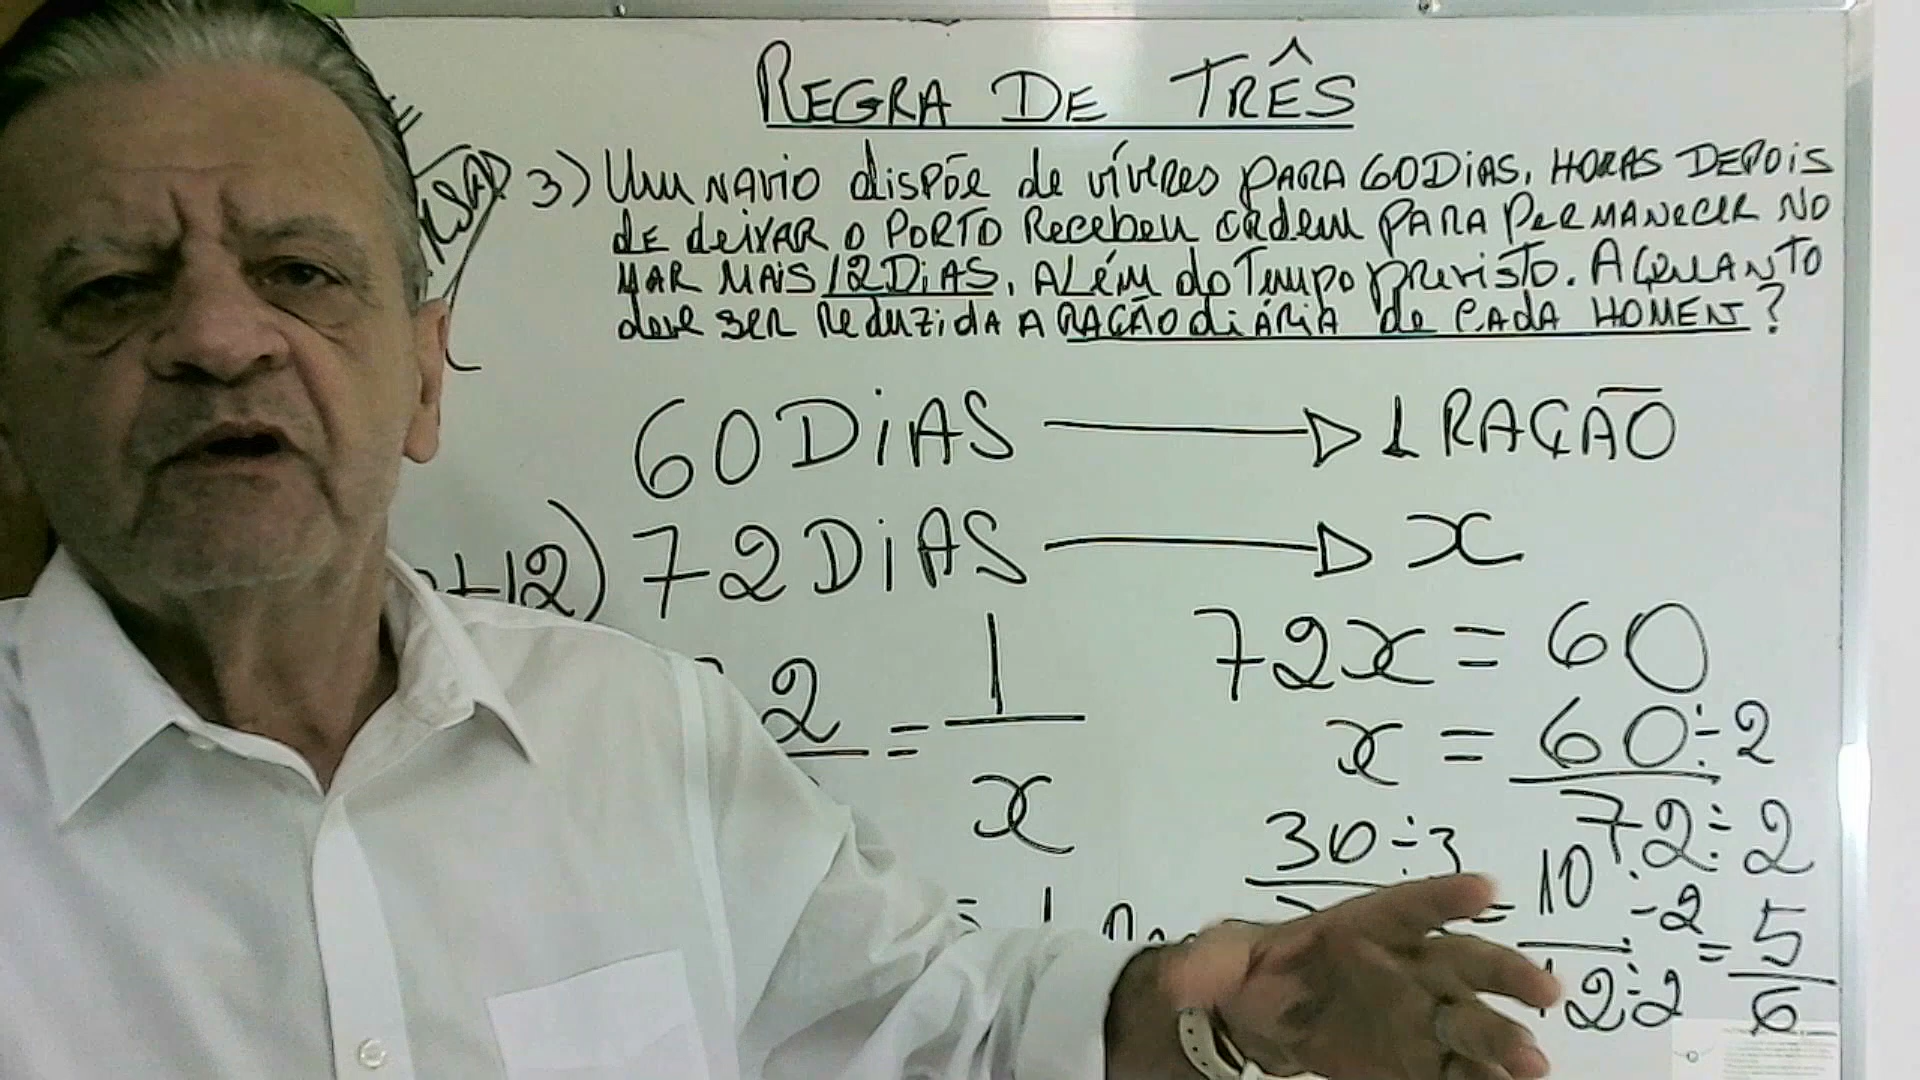 REGRA DE TRÊS
3) Um NAVIO dispõe de víveres PARA 60 DIAS. HORAS DEPOIS
DE deixAR O PORTO Recebeu ordem PARA PERMANECER NO
MAR MAIS 12 DIAS, ALém do Tempo previsto. A QUANTO
deve SER Reduzida A RAÇÃO diÁRIA de CAdA HOMEM?
60 DIAS 1 RAÇÃO
+12) 72 DIAS x
72x = 60
2 = 1
x
x = 60 ÷ 2
72 ÷ 2
30 ÷ 3 = 10 ÷ 2 = 5
12 ÷ 2 6